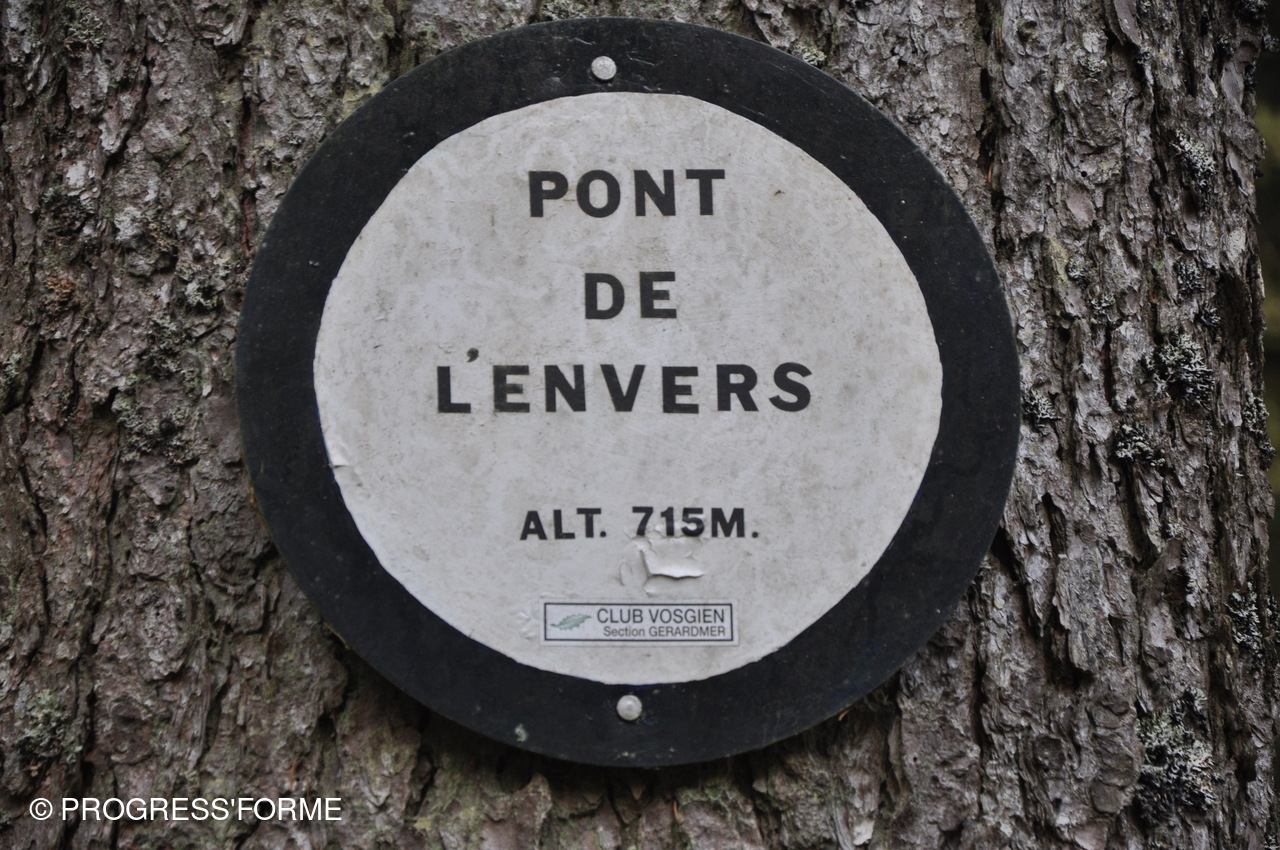 PONT
DE
L'ENVERS
ALT. 715M.
CLUB VOSGIEN
Section GERARDMER
© PROGRESS'FORME